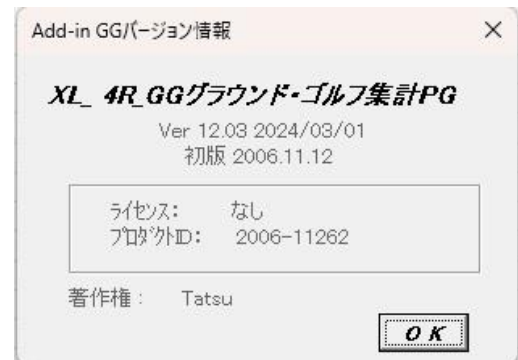 Add-in GGバージョン情報
XL_ 4R_GGグラウンド・ゴルフ集計PG
Ver 12.03 2024/03/01
初版 2006.11.12
ライセンス： なし
プロダクトID： 2006-11262
著作権： Tatsu
ＯＫ